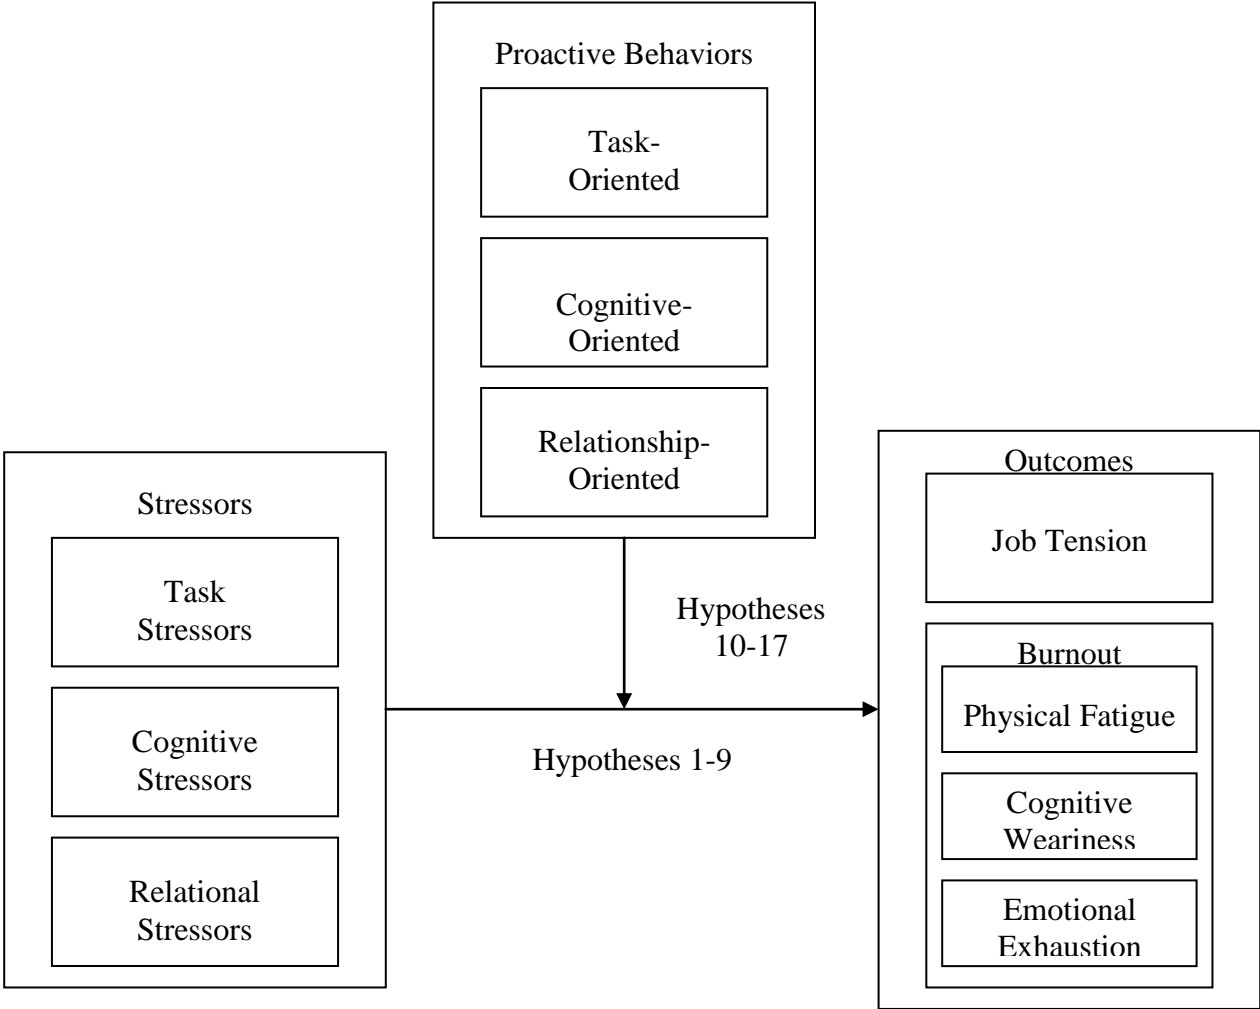 Proactive Behaviors
Task-
Oriented
Cognitive-
Oriented
Relationship-
Oriented
Stressors
Task
Stressors
Cognitive
Stressors
Relational
Stressors
Hypotheses
10-17
Hypotheses 1-9
Outcomes
Job Tension
Burnout
Physical Fatigue
Cognitive
Weariness
Emotional
Exhaustion